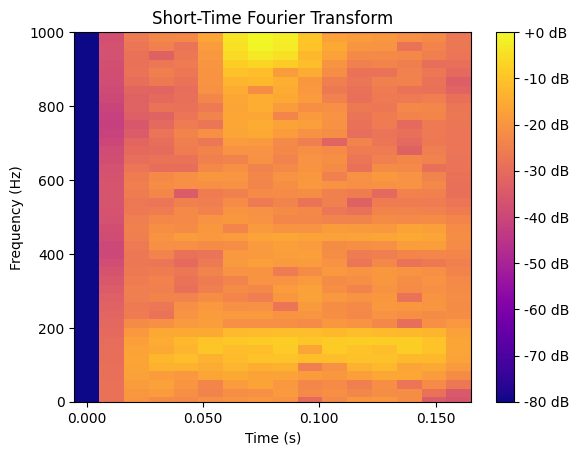 Short-Time Fourier Transform
Frequency (Hz)
1000
800
600
400
200
0
0.000 0.050 0.100 0.150
Time (s)
+0 dB
-10 dB
-20 dB
-30 dB
-40 dB
-50 dB
-60 dB
-70 dB
-80 dB